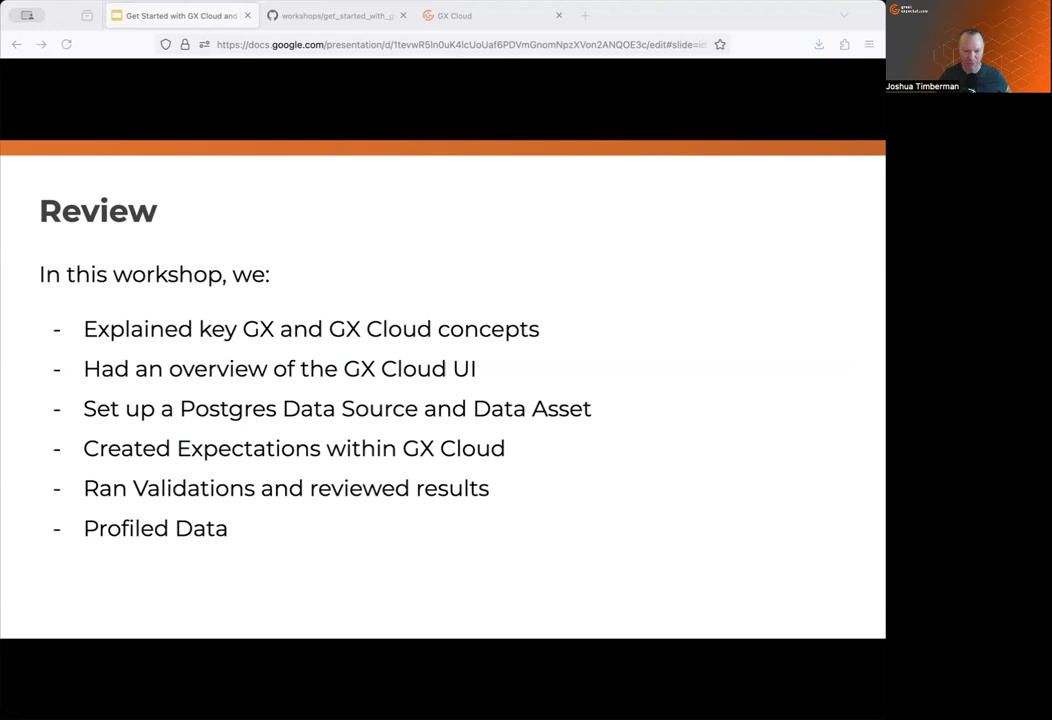 Get Started with GX Cloud and
workshops/get_started_with_g
GX Cloud
https://docs.google.com/presentation/d/1tevwR5ln0uK4lcUoUaf6PDVmGnomNpzXVon2ANQOE3c/edit#slide=id
great
expectations
Joshua Timberman
Review
In this workshop, we:
- Explained key GX and GX Cloud concepts
- Had an overview of the GX Cloud UI
- Set up a Postgres Data Source and Data Asset
- Created Expectations within GX Cloud
- Ran Validations and reviewed results
- Profiled Data